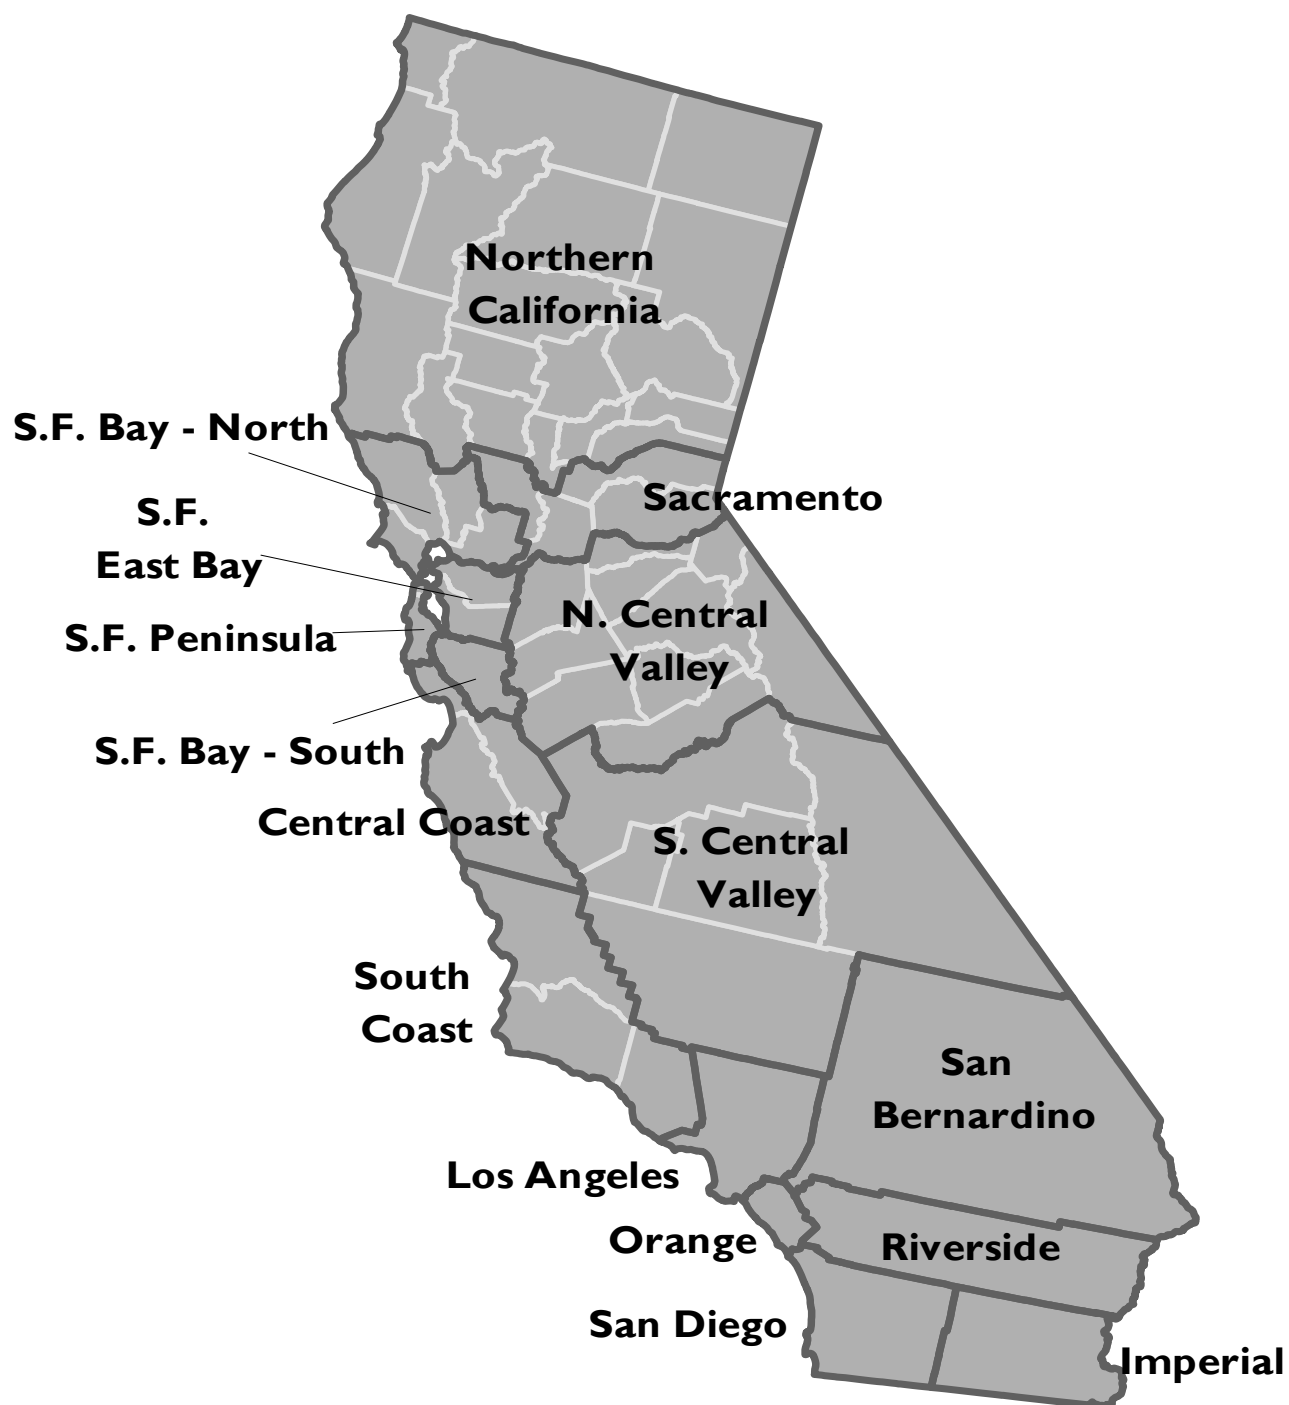 Northern
California
S.F. Bay - North
Sacramento
S.F.
East Bay
N. Central
Valley
S.F. Peninsula
S.F. Bay - South
Central Coast
S. Central
Valley
South
Coast
San
Bernardino
Los Angeles
Orange
Riverside
San Diego
Imperial